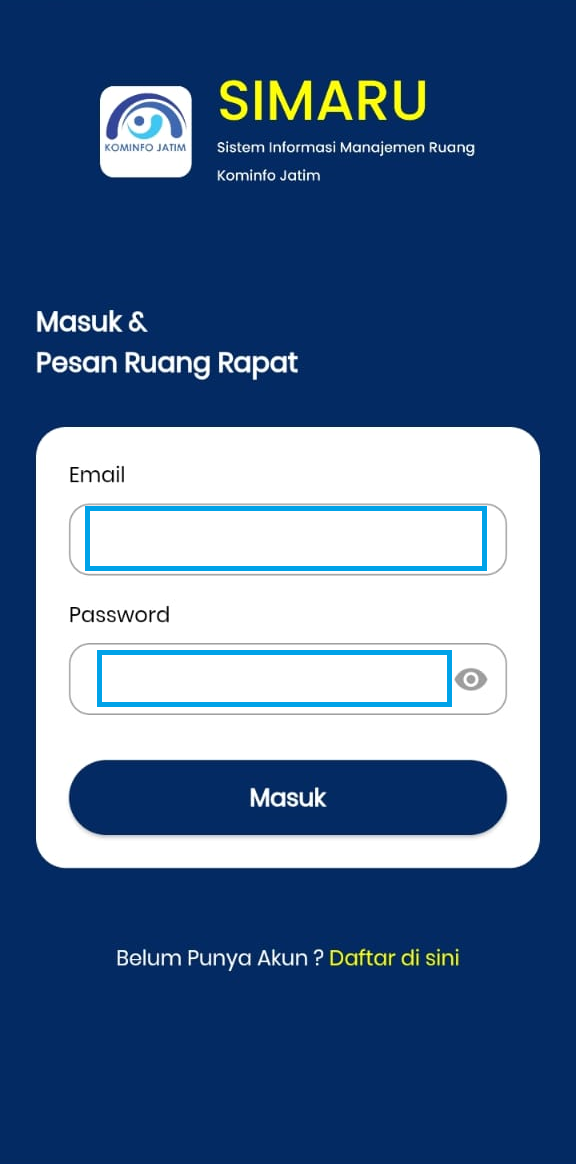 KOMINFO JATIM
SIMARU
Sistem Informasi Manajemen Ruang
Kominfo Jatim
Masuk &
Pesan Ruang Rapat
Email
Password
Masuk
Belum Punya Akun ? Daftar di sini